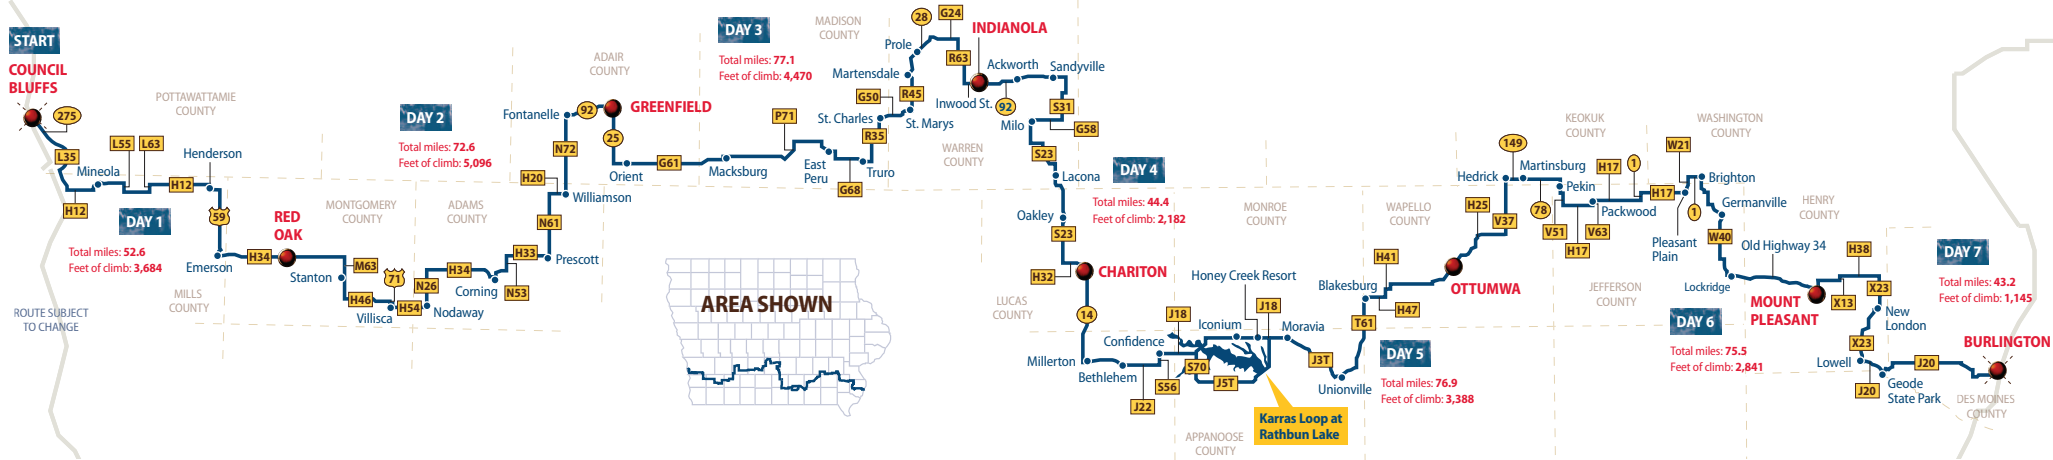 START
COUNCIL
BLUFFS
275
L35
Mineola
H12
L55
L63
POTTAWATTAMIE
COUNTY
Henderson
H12
DAY 1
Total miles: 52.6
Feet of climb: 3,684
59
Emerson
H34
MILLS
COUNTY
ROUTE SUBJECT
TO CHANGE
RED
OAK
MONTGOMERY
COUNTY
Stanton
M63
H46
Villisca
71
H54
N26
Nodaway
H34
Corning
N53
H33
Prescott
ADAMS
COUNTY
DAY 2
Total miles: 72.6
Feet of climb: 5,096
N61
H20
Williamson
N72
Fontanelle
92
GREENFIELD
ADAIR
COUNTY
25
Orient
G61
Macksburg
DAY 3
Total miles: 77.1
Feet of climb: 4,470
P71
East
Peru
G68
Truro
R35
St. Charles
G50
St. Marys
R45
Martensdale
Prole
MADISON
COUNTY
28
G24
R63
INDIANOLA
Inwood St.
Ackworth
92
Sandyville
S31
G58
Milo
WARREN
COUNTY
S23
Lacona
Oakley
S23
DAY 4
Total miles: 44.4
Feet of climb: 2,182
H32
CHARITON
LUCAS
COUNTY
14
Millerton
Bethlehem
J22
Confidence
S56
J18
Iconium
S70
J5T
Honey Creek Resort
J18
Moravia
Karras Loop at
Rathbun Lake
APPANOOSE
COUNTY
MONROE
COUNTY
J3T
Unionville
T61
Blakesburg
H41
H47
DAY 5
Total miles: 76.9
Feet of climb: 3,388
WAPELLO
COUNTY
OTTUMWA
H25
V37
Hedrick
149
Martinsburg
78
Pekin
V51
H17
V63
Packwood
H17
1
H17
KEOKUK
COUNTY
JEFFERSON
COUNTY
WASHINGTON
COUNTY
W21
Pleasant
Plain
1
Brighton
Germanville
W40
HENRY
COUNTY
Lockridge
Old Highway 34
DAY 6
Total miles: 75.5
Feet of climb: 2,841
MOUNT
PLEASANT
X13
H38
X23
New
London
X23
Lowell
J20
Geode
State Park
J20
DAY 7
Total miles: 43.2
Feet of climb: 1,145
BURLINGTON
DES MOINES
COUNTY
AREA SHOWN